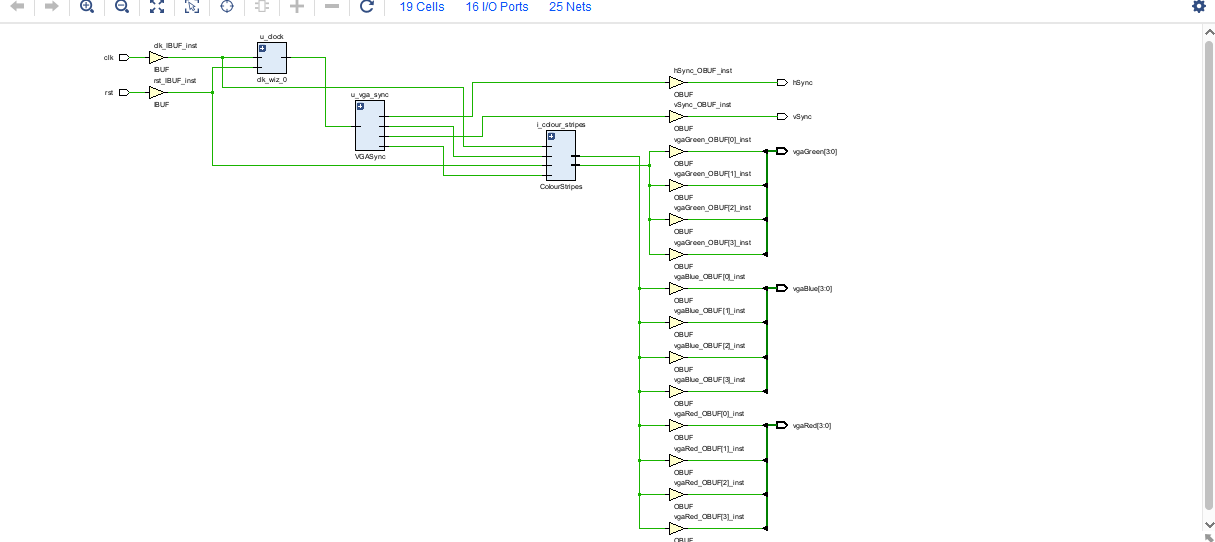 19 Cells 16 I/O Ports 25 Nets
clk
clk_IBUF_inst
IBUF
rst
rst_IBUF_inst
IBUF
u_clock
clk_wiz_0
u_vga_sync
VGASync
i_colour_stripes
ColourStripes
hSync_OBUF_inst
OBUF
hSync
vSync_OBUF_inst
OBUF
vSync
vgaGreen_OBUF[0]_inst
OBUF
vgaGreen[3:0]
vgaGreen_OBUF[1]_inst
OBUF
vgaGreen_OBUF[2]_inst
OBUF
vgaGreen_OBUF[3]_inst
OBUF
vgaBlue_OBUF[0]_inst
OBUF
vgaBlue[3:0]
vgaBlue_OBUF[1]_inst
OBUF
vgaBlue_OBUF[2]_inst
OBUF
vgaBlue_OBUF[3]_inst
OBUF
vgaRed_OBUF[0]_inst
OBUF
vgaRed[3:0]
vgaRed_OBUF[1]_inst
OBUF
vgaRed_OBUF[2]_inst
OBUF
vgaRed_OBUF[3]_inst
OBUF